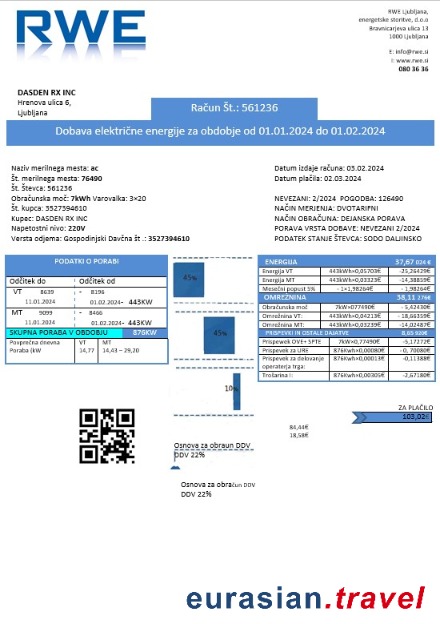 RWE
RWE Ljubljana,
energetske storitve, d.o.o
Bravnicarjeva ulica 13
1000 Ljubljana
E: info@rwe.si
I: www.rwe.si
080 36 36
DASDEN RX INC
Hrenova ulica 6,
Ljubljana
Račun Št.: 561236
Dobava električne energije za obdobje od 01.01.2024 do 01.02.2024
Naziv merilnega mesta: ac
Št. merilnega mesta: 76490
Št. Števca: 561236
Obračunska moč: 7kWh Varovalka: 3×20
Št. kupca: 3527394610
Kupec: DASDEN RX INC
Napetostni nivo: 220V
Versta odjema: Gospodinjski Davčna št .: 3527394610
Datum izdaje računa: 03.02.2024
Datum plačila: 02.03.2024
NEVEZANI: 2/2024 POGODBA: 126490
NAČIN MERJENJA: DVOTARIFNI
NAČIN OBRAČUNA: DEJANSKA PORAVA
PORAVA VRSTA DOBAVE: NEVEZANI 2/2024
PODATEK STANJE ŠTEVCA: SODO DALJINSKO
PODATKI O PORABI
Odčitek do Odčitek od
VT 8639 - 8196
11.01.2024 01.02.2024- 443KW
MT 9099 - 8466
11.01.2024 01.02.2024- 443KW
SKUPNA PORABA V OBDOBJU 876KW
Povprečna dnevna VT MT
Poraba (kW 14,77 14,43 – 29,20
45%
45%
10%
ENERGIJA 37,67 024 €
Energija VT 443kWh×0,05703€ -25,26429€
Energija MT 443kWh×0,03323€ -14,38859€
Mesečni popust 5% - 1×1,98264€ -1,98264€
OMREŽNINA 38,11 276€
Obračunska moč 7kW×077490€ - 5,42430€
Omrežnina VT: 443kWh×0,04213€ -18,66359€
Omrežnina MT: 443kWh×0,03239€ -14,02487€
PRISPEVKI IN OSTALE DAJATVE
Prispevek OVE+ SPTE 7kW×0,77490€ - 5,17272€
Prispevek za URE 876Kwh×0,00080€ -0, 70080€
Prispevek za delovanje 876Kwh×0,00013€ -0,11388€
operaterja trga:
Trošarina I: 876Kwh×0,00305€ -2,67180€
ZA PLAČILO
103,02€
84,44€
18,58€
Osnova za obraun DDV
DDV 22%
Osnova za obračun DDV
DDV 22%
eurasian.travel